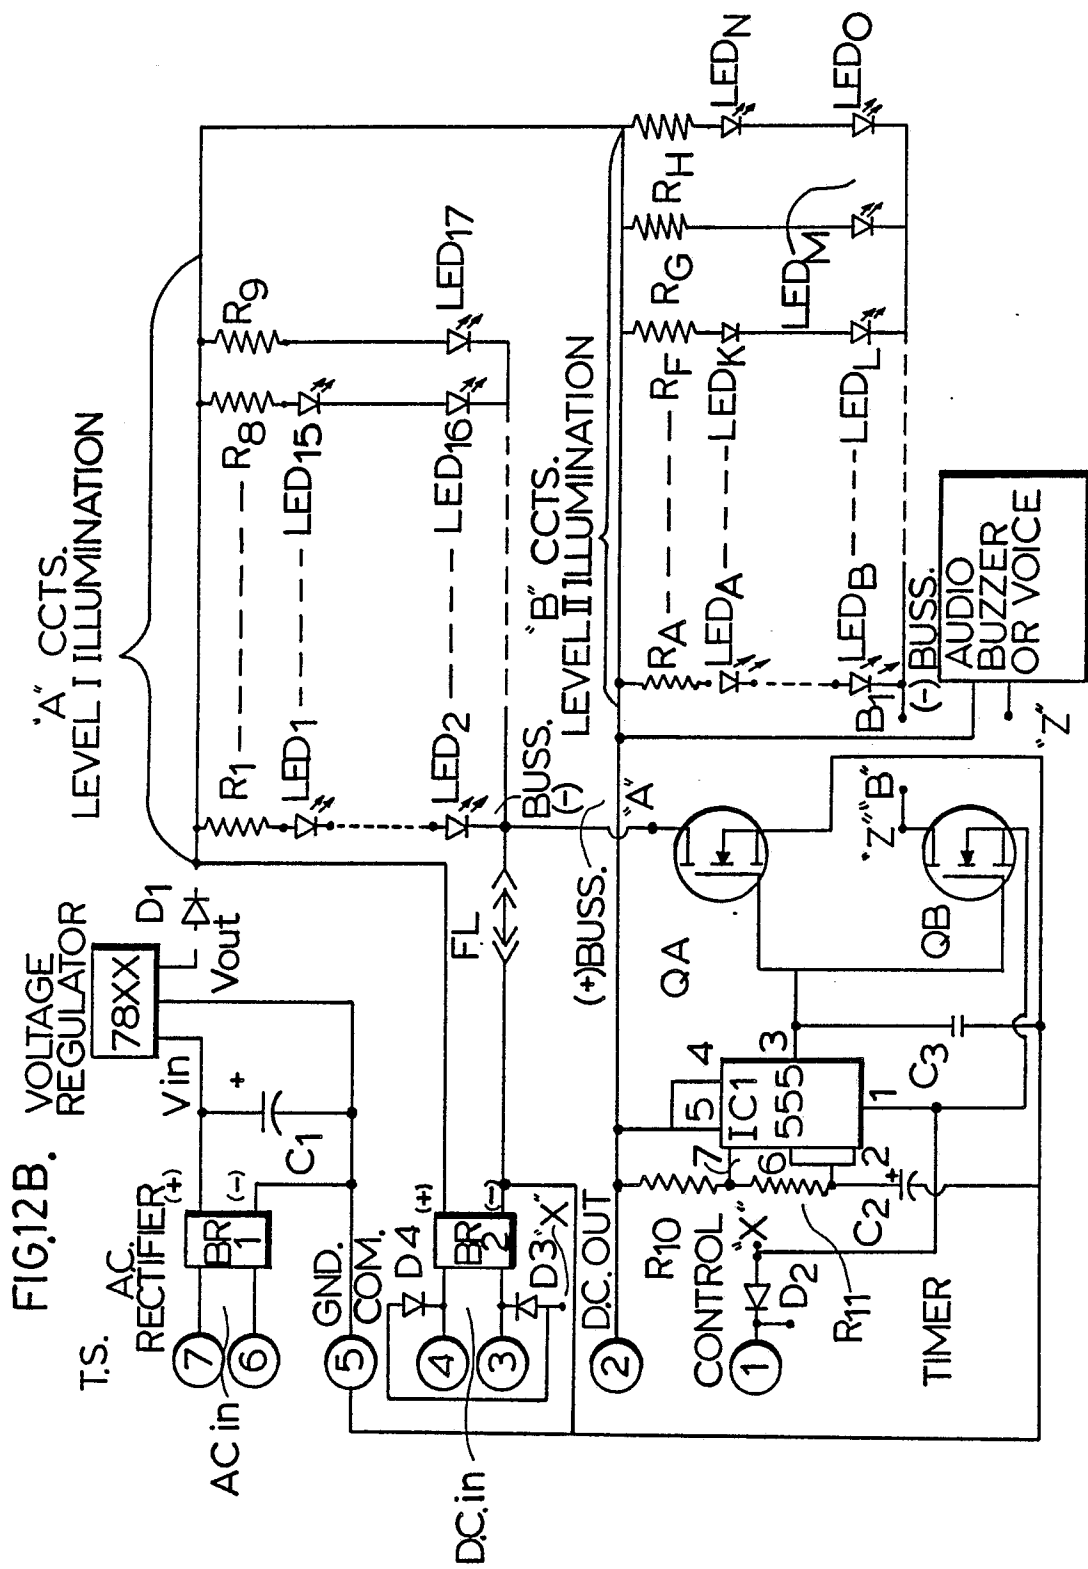 FIG.12B.
T.S.
A.C.
RECTIFIER
VOLTAGE
REGULATOR
"A" CCTS.
LEVEL I ILLUMINATION
AC in
7
6
BR
1
(+)
(-)
Vin
78XX
Vout
D1
+
C1
R1
R8
R9
LED1
LED15
LED2
LED16
LED17
GND.
COM.
5
D.C. in
4
3
D4
D3
"X"
BR
2
(+)
(-)
FL
BUSS.
(-)
"B" CCTS.
LEVEL II ILLUMINATION
D.C. OUT
2
(+)BUSS.
"A"
RA
RF
RG
RH
LEDA
LEDK
LEDN
LEDB
LEDL
LEDM
LEDO
B1
(-) BUSS.
R10
R11
CONTROL
1
"X"
D2
TIMER
7
6
2
5
4
3
1
IC1
555
+
C2
C3
QA
QB
"Z"
"B"
"Z"
AUDIO
BUZZER
OR VOICE